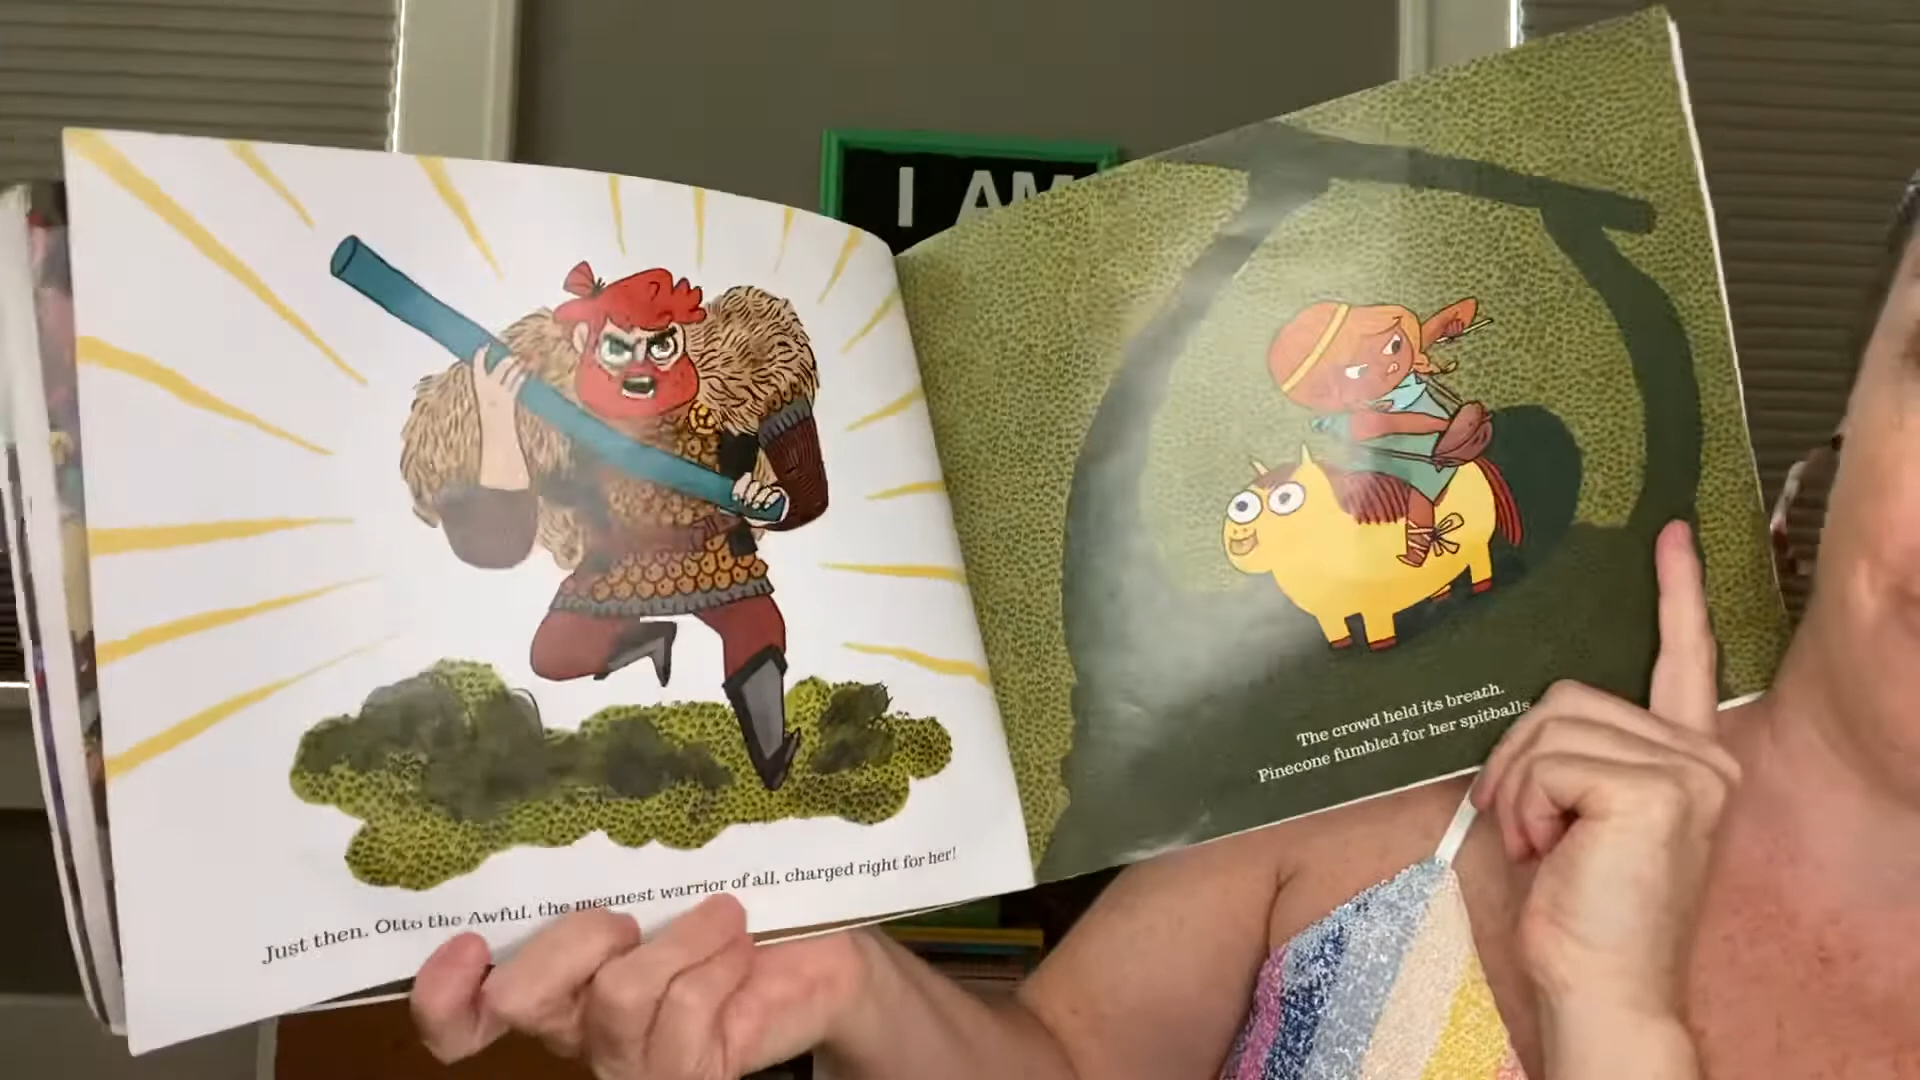 I AM
Just then, Otto the Awful, the meanest warrior of all, charged right for her!
The crowd held its breath.
Pinecone fumbled for her spitballs